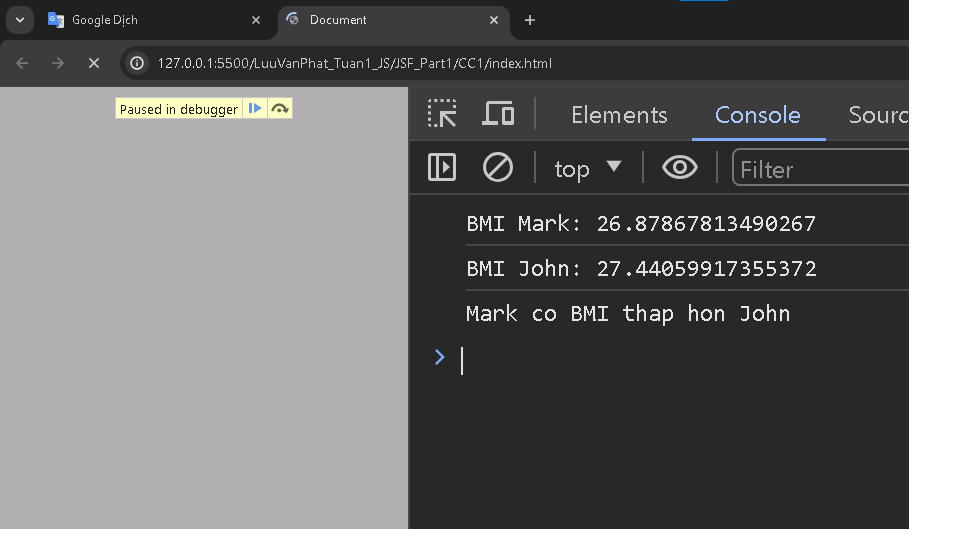 Google Dịch
Document
127.0.0.1:5500/LuuVanPhat_Tuan1_JS/JSF_Part1/CC1/index.html
Paused in debugger
Elements Console Sourc
top Filter
BMI Mark: 26.87867813490267
BMI John: 27.44059917355372
Mark co BMI thap hon John